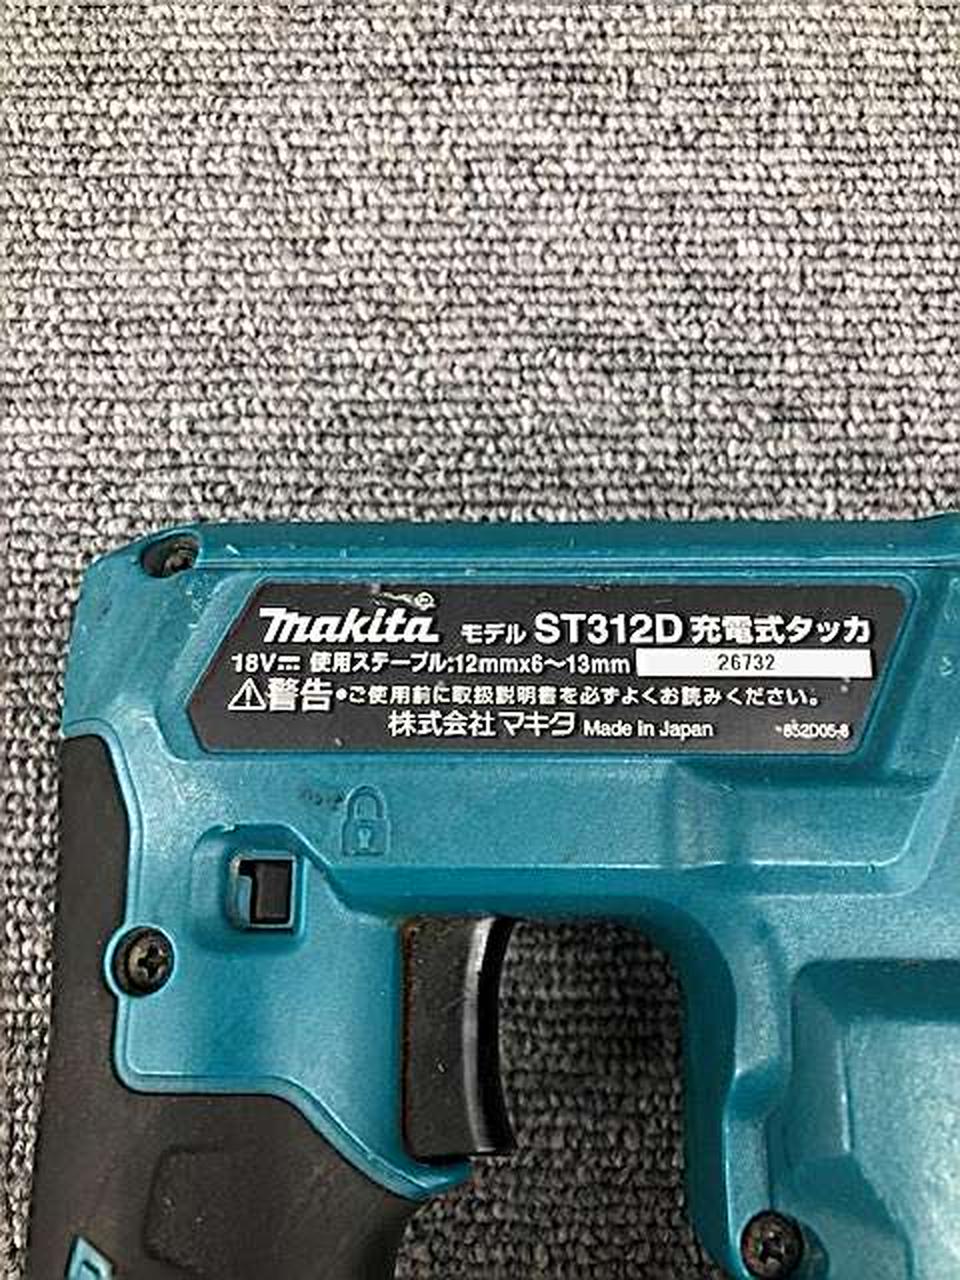 makita モデル ST312D 充電式タッカ
18V 使用ステープル:12mmx6〜13mm 26732
警告•ご使用前に取扱説明書を必ずよくお読みください。
株式会社マキタ Made in Japan 852D05-8